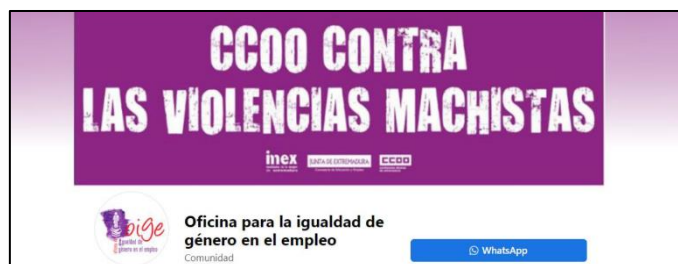 CCOO CONTRA
LAS VIOLENCIAS MACHISTAS
imex
JUNTA DE EXTREMADURA
CCOO
oige
igualdad de
género en el empleo
Oficina para la igualdad de
género en el empleo
Comunidad
WhatsApp